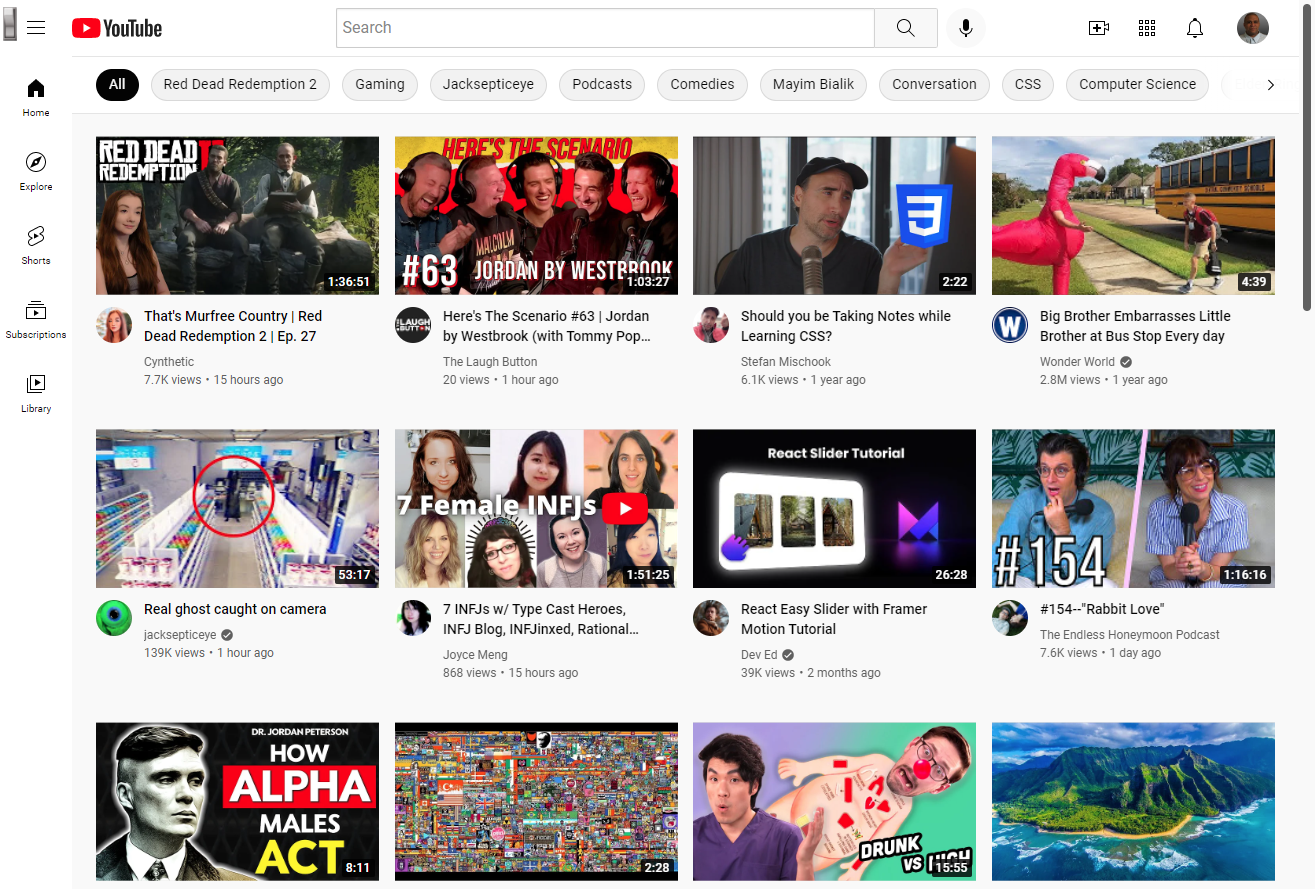 YouTube
Search
All
Red Dead Redemption 2
Gaming
Jacksepticeye
Podcasts
Comedies
Mayim Bialik
Conversation
CSS
Computer Science
Home
Explore
Shorts
Subscriptions
Library
RED DEAD
REDEMPTION
1:36:51
HERE'S THE SCENARIO
MALCOLM
#63 JORDAN BY WESTBROOK
1:03:27
3
2:22
4:39
That's Murfree Country | Red
Dead Redemption 2 | Ep. 27
Cynthetic
7.7K views • 15 hours ago
LAUGH
BUTTON
Here's The Scenario #63 | Jordan
by Westbrook (with Tommy Pop...
The Laugh Button
20 views • 1 hour ago
Should you be Taking Notes while
Learning CSS?
Stefan Mischook
6.1K views • 1 year ago
W
Big Brother Embarrasses Little
Brother at Bus Stop Every day
Wonder World
2.8M views • 1 year ago
53:17
7 Female INFJs
1:51:25
React Slider Tutorial
26:28
#154
1:16:16
Real ghost caught on camera
jacksepticeye
139K views • 1 hour ago
7 INFJs w/ Type Cast Heroes,
INFJ Blog, INFJinxed, Rational...
Joyce Meng
868 views • 15 hours ago
React Easy Slider with Framer
Motion Tutorial
Dev Ed
39K views • 2 months ago
#154--"Rabbit Love"
The Endless Honeymoon Podcast
7.6K views • 1 day ago
DR. JORDAN PETERSON
HOW
ALPHA
MALES
ACT
8:11
2:28
DRUNK
VS HIGH
15:55